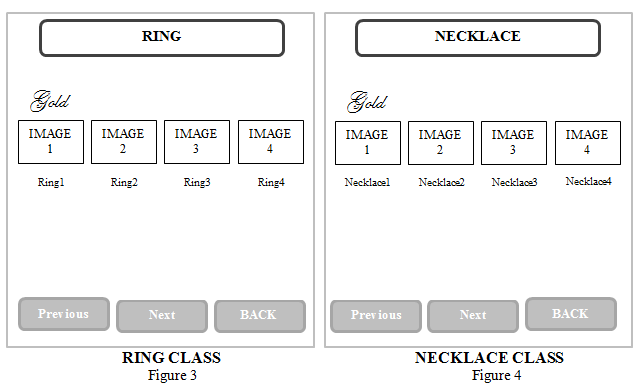 RING
Gold
IMAGE 1
IMAGE 2
IMAGE 3
IMAGE 4
Ring1
Ring2
Ring3
Ring4
Previous
Next
BACK
RING CLASS
Figure 3
NECKLACE
Gold
IMAGE 1
IMAGE 2
IMAGE 3
IMAGE 4
Necklace1
Necklace2
Necklace3
Necklace4
Previous
Next
BACK
NECKLACE CLASS
Figure 4